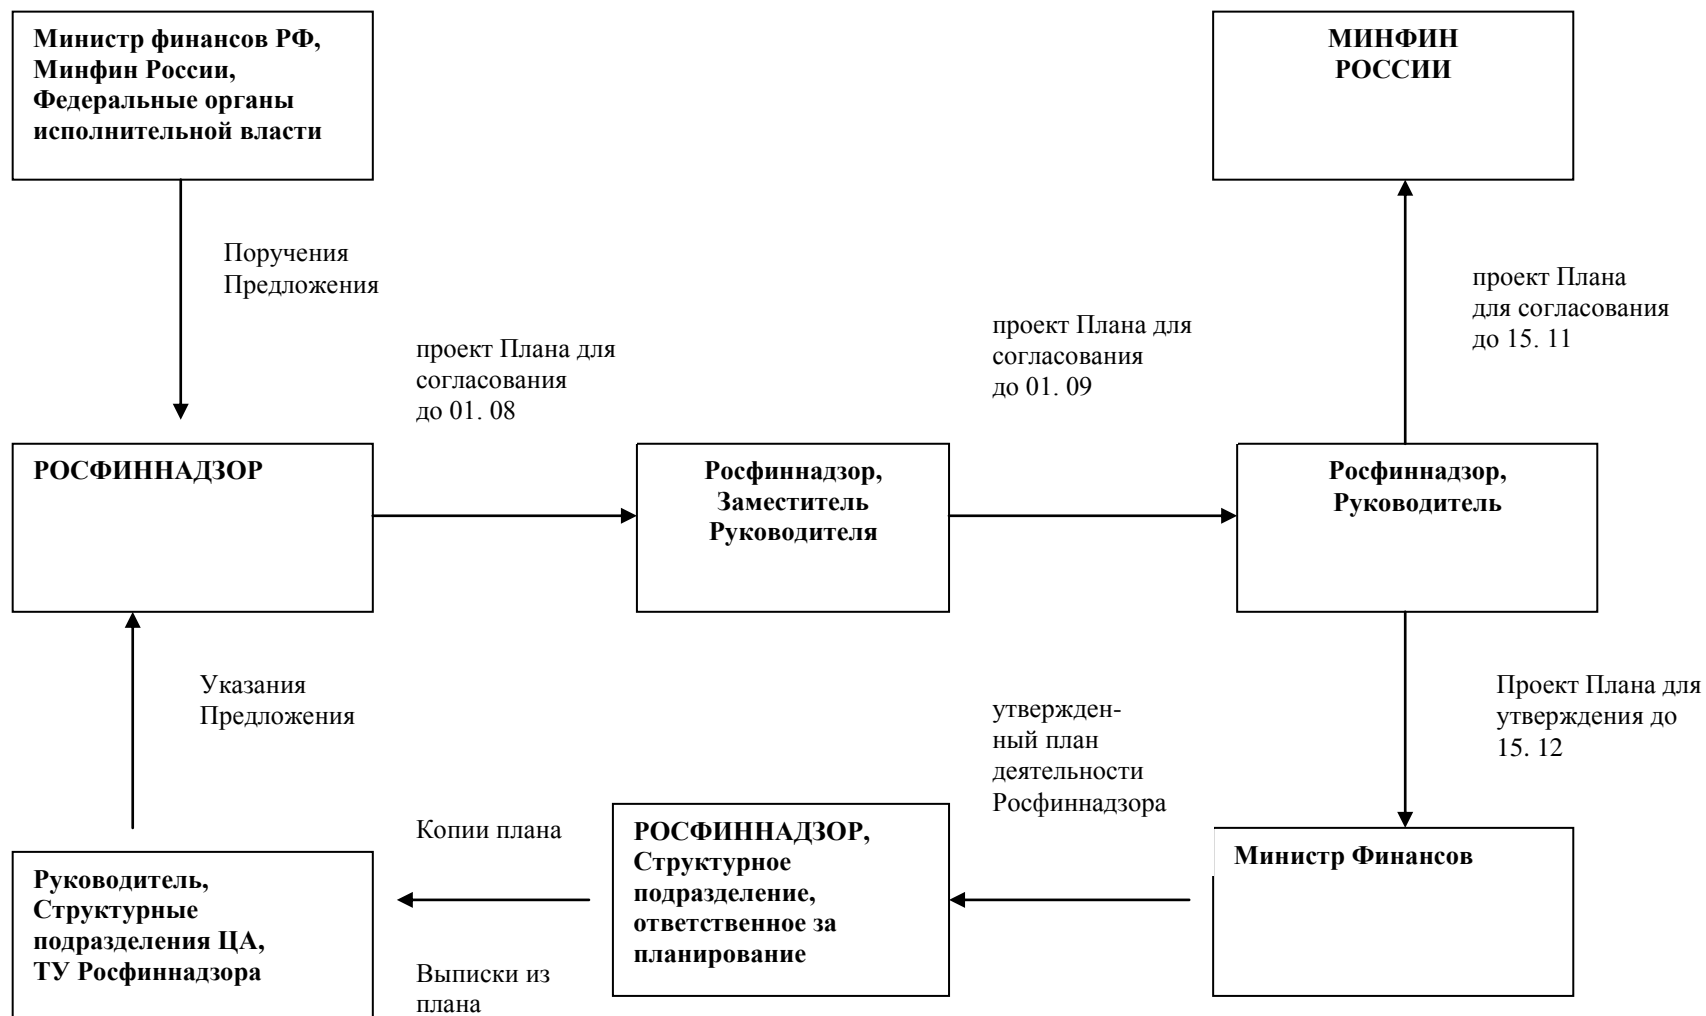 Министр финансов РФ,
Минфин России,
Федеральные органы
исполнительной власти
МИНФИН
РОССИИ
Поручения
Предложения
проект Плана для
согласования
до 01. 08
проект Плана для
согласования
до 01. 09
проект Плана
для согласования
до 15. 11
РОСФИННАДЗОР
Росфиннадзор,
Заместитель
Руководителя
Росфиннадзор,
Руководитель
Указания
Предложения
утвержден-
ный план
деятельности
Росфиннадзора
Проект Плана для
утверждения до
15. 12
Руководитель,
Структурные
подразделения ЦА,
ТУ Росфиннадзора
Копии плана
Выписки из
плана
РОСФИННАДЗОР,
Структурное
подразделение,
ответственное за
планирование
Министр Финансов